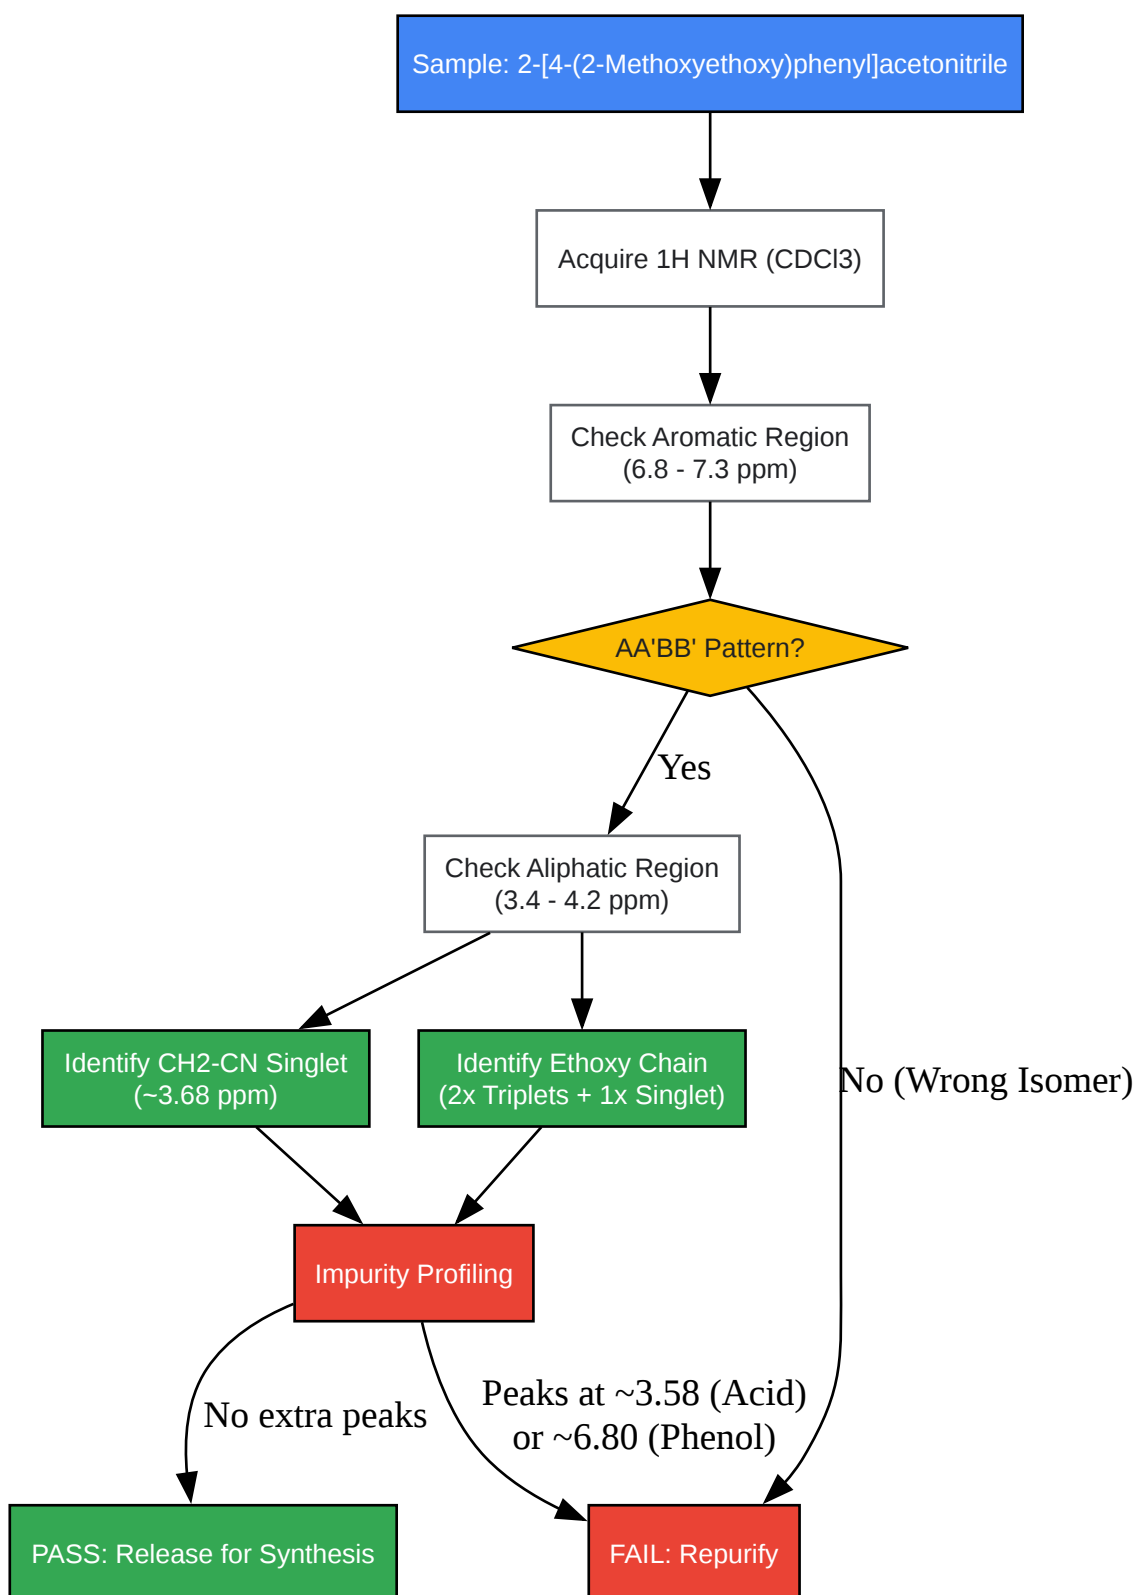 Sample: 2-[4-(2-Methoxyethoxy)phenyl]acetonitrile
Acquire 1H NMR (CDCl3)
Check Aromatic Region
(6.8 - 7.3 ppm)
AA'BB' Pattern?
Yes
Check Aliphatic Region
(3.4 - 4.2 ppm)
Identify CH2-CN Singlet
(~3.68 ppm)
Identify Ethoxy Chain
(2x Triplets + 1x Singlet)
No (Wrong Isomer)
Impurity Profiling
No extra peaks
Peaks at ~3.58 (Acid)
or ~6.80 (Phenol)
PASS: Release for Synthesis
FAIL: Repurify